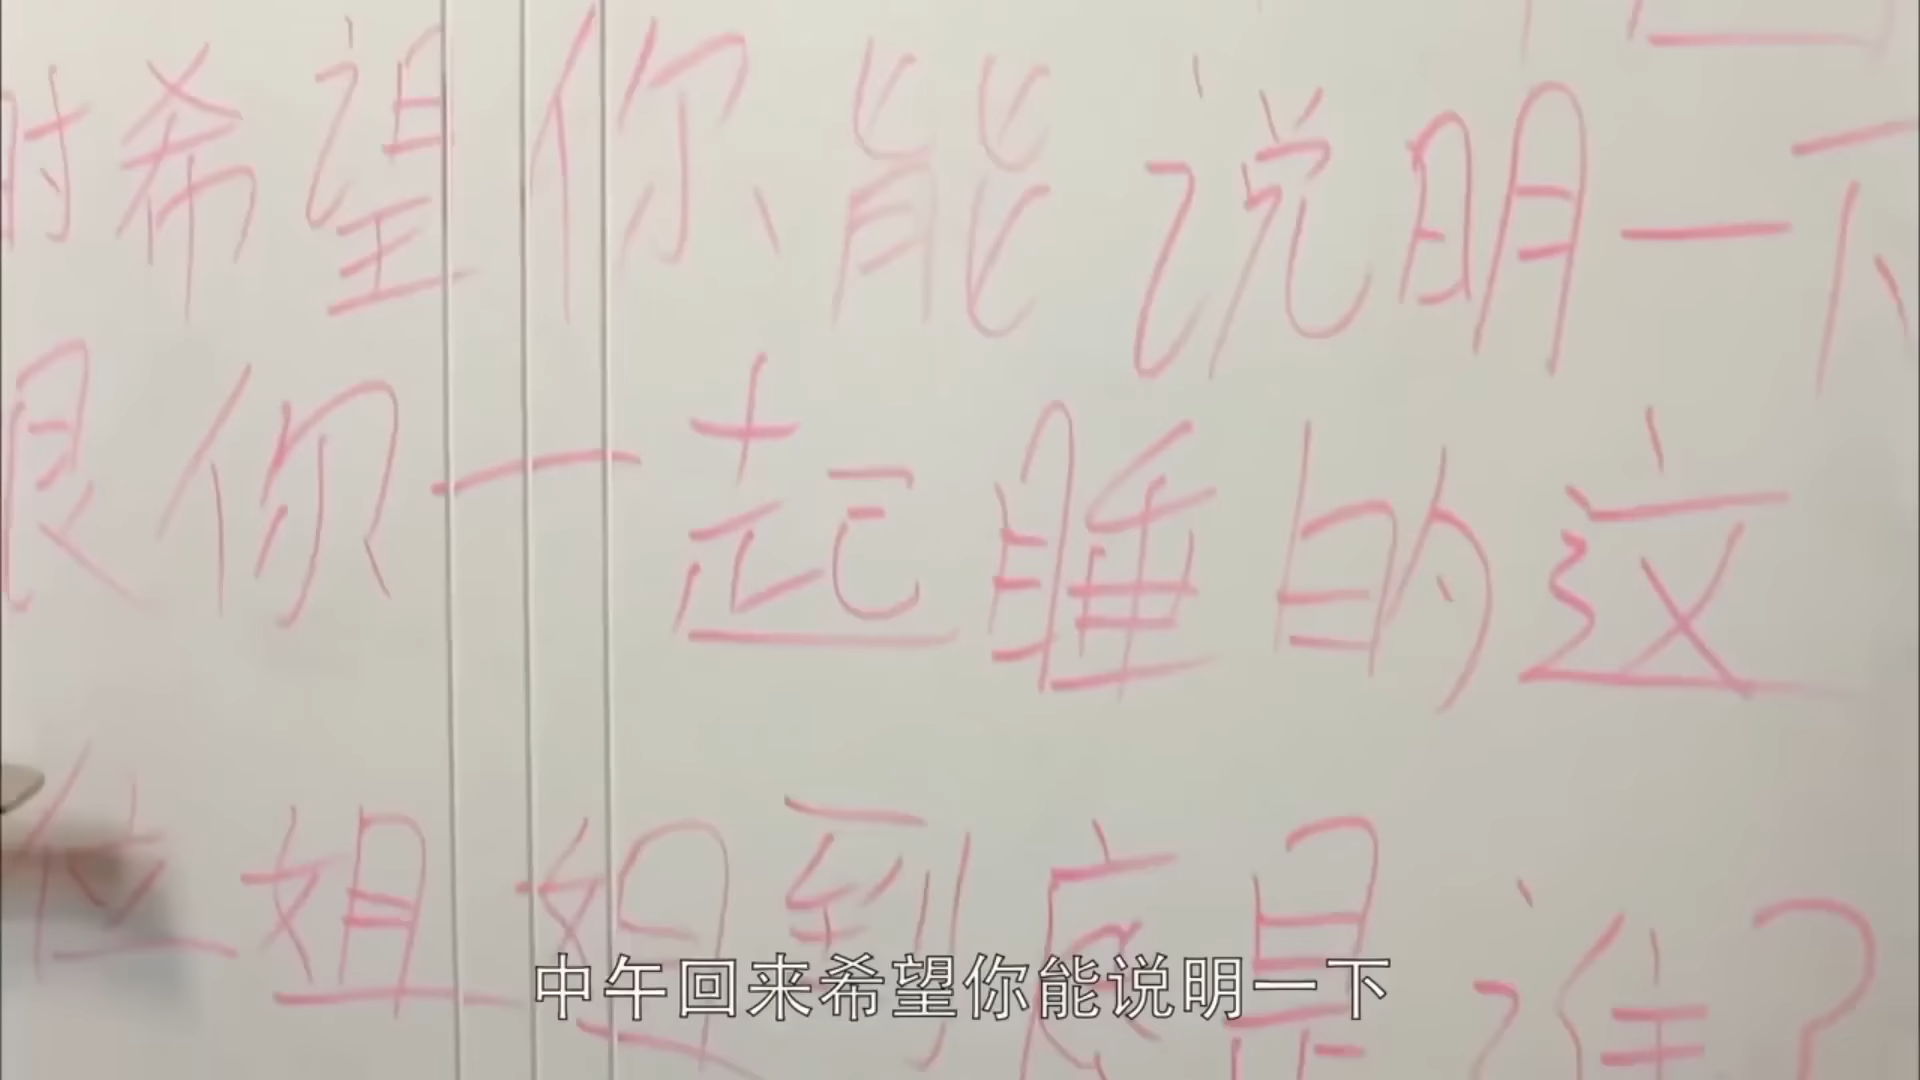 时希望你能说明一下
跟你一起睡的这
位姐姐到底是谁？
中午回来希望你能说明一下